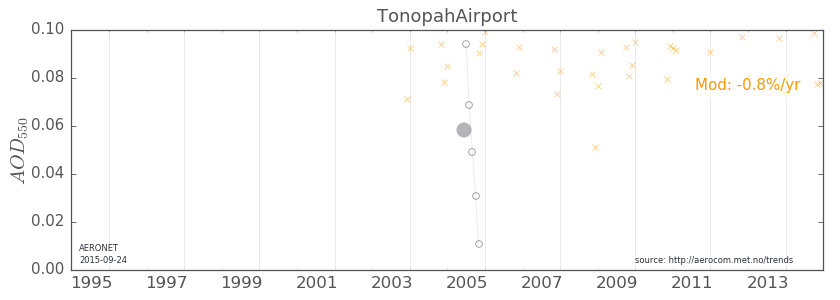 TonopahAirport
0.10
0.08
0.06
0.04
0.02
0.00
AOD550
Mod: -0.8%/yr
AERONET
2015-09-24
source: http://aerocom.met.no/trends
1995 1997 1999 2001 2003 2005 2007 2009 2011 2013